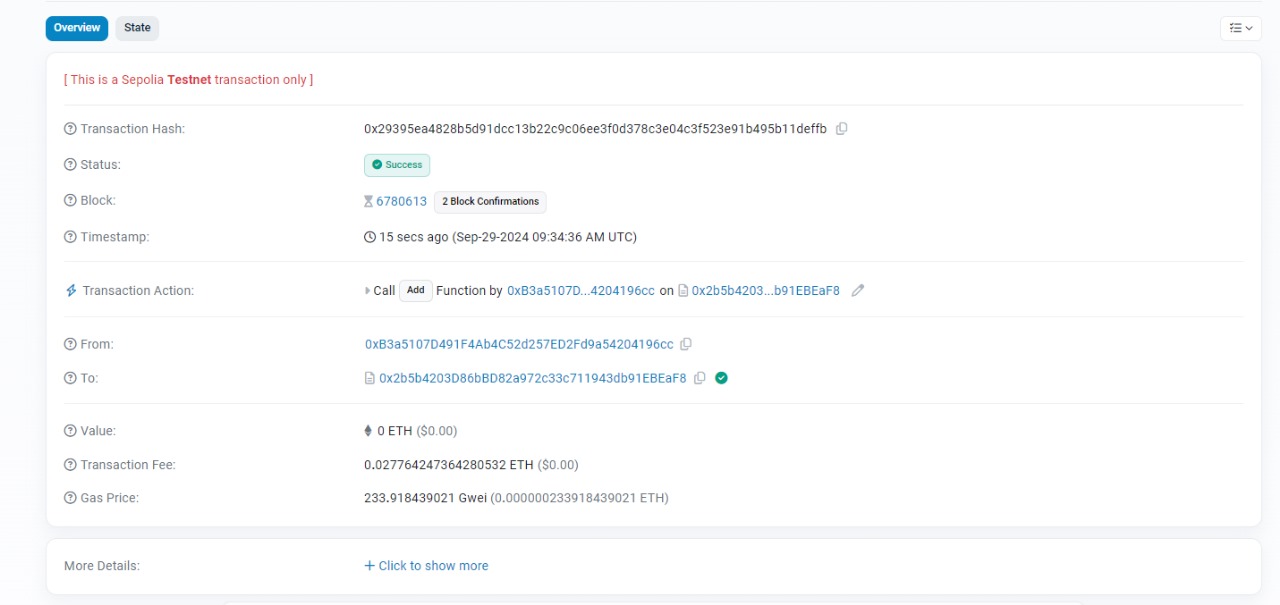 Overview State
[ This is a Sepolia Testnet transaction only ]
Transaction Hash: 0x29395ea4828b5d91dcc13b22c9c06ee3f0d378c3e04c3f523e91b495b11deffb
Status: Success
Block: 6780613 2 Block Confirmations
Timestamp: 15 secs ago (Sep-29-2024 09:34:36 AM UTC)
Transaction Action: Call Add Function by 0xB3a5107D...4204196cc on 0x2b5b4203...b91EBEaF8
From: 0xB3a5107D491F4Ab4C52d257ED2Fd9a54204196cc
To: 0x2b5b4203D86bBD82a972c33c711943db91EBEaF8
Value: 0 ETH ($0.00)
Transaction Fee: 0.027764247364280532 ETH ($0.00)
Gas Price: 233.918439021 Gwei (0.000000233918439021 ETH)
More Details: + Click to show more